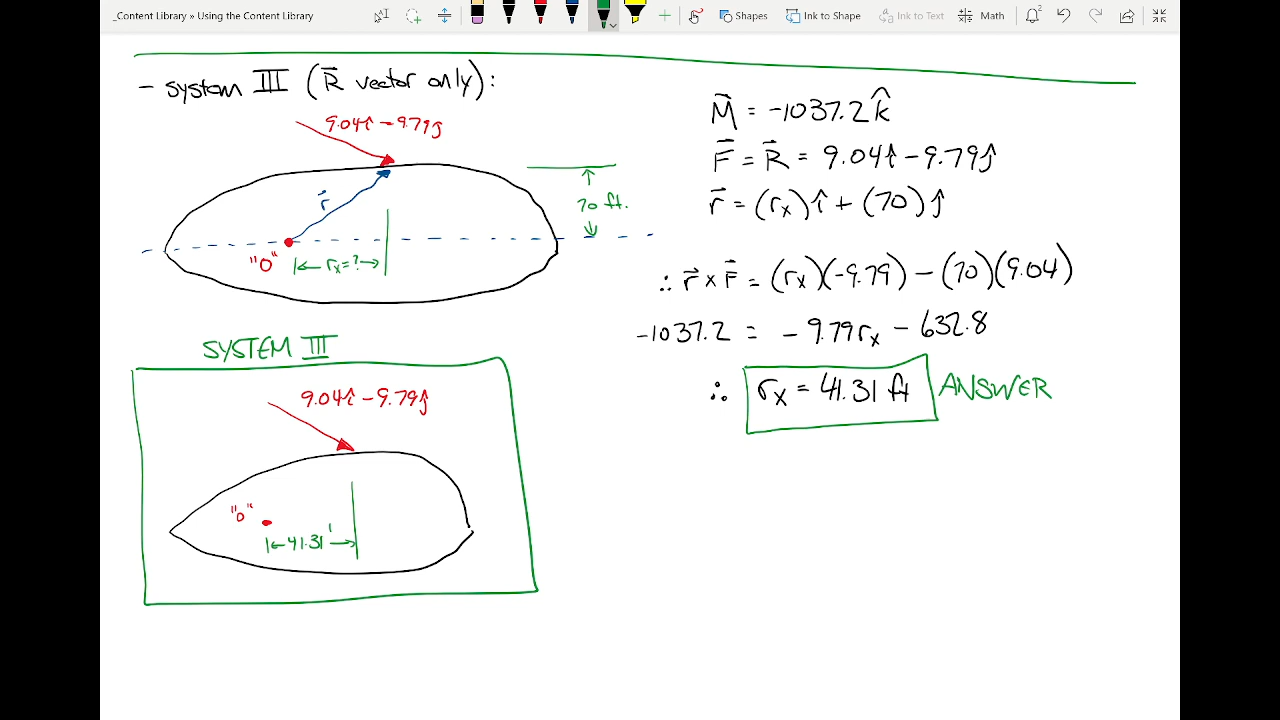 _Content Library » Using the Content Library
Shapes
Ink to Shape
Ink to Text
Math
- System III (R⃗ vector only):
9.04î - 9.79ĵ
r⃗
"O"
rx=?
70 ft.
M⃗ = -1037.2 k̂
F⃗ = R⃗ = 9.04î - 9.79ĵ
r⃗ = (rx)î + (70)ĵ
∴ r⃗ x F⃗ = (rx)(-9.79) - (70)(9.04)
-1037.2 = - 9.79rx - 632.8
∴ rx = 41.31 ft ANSWER
SYSTEM III
9.04î - 9.79ĵ
"O"
41.31'